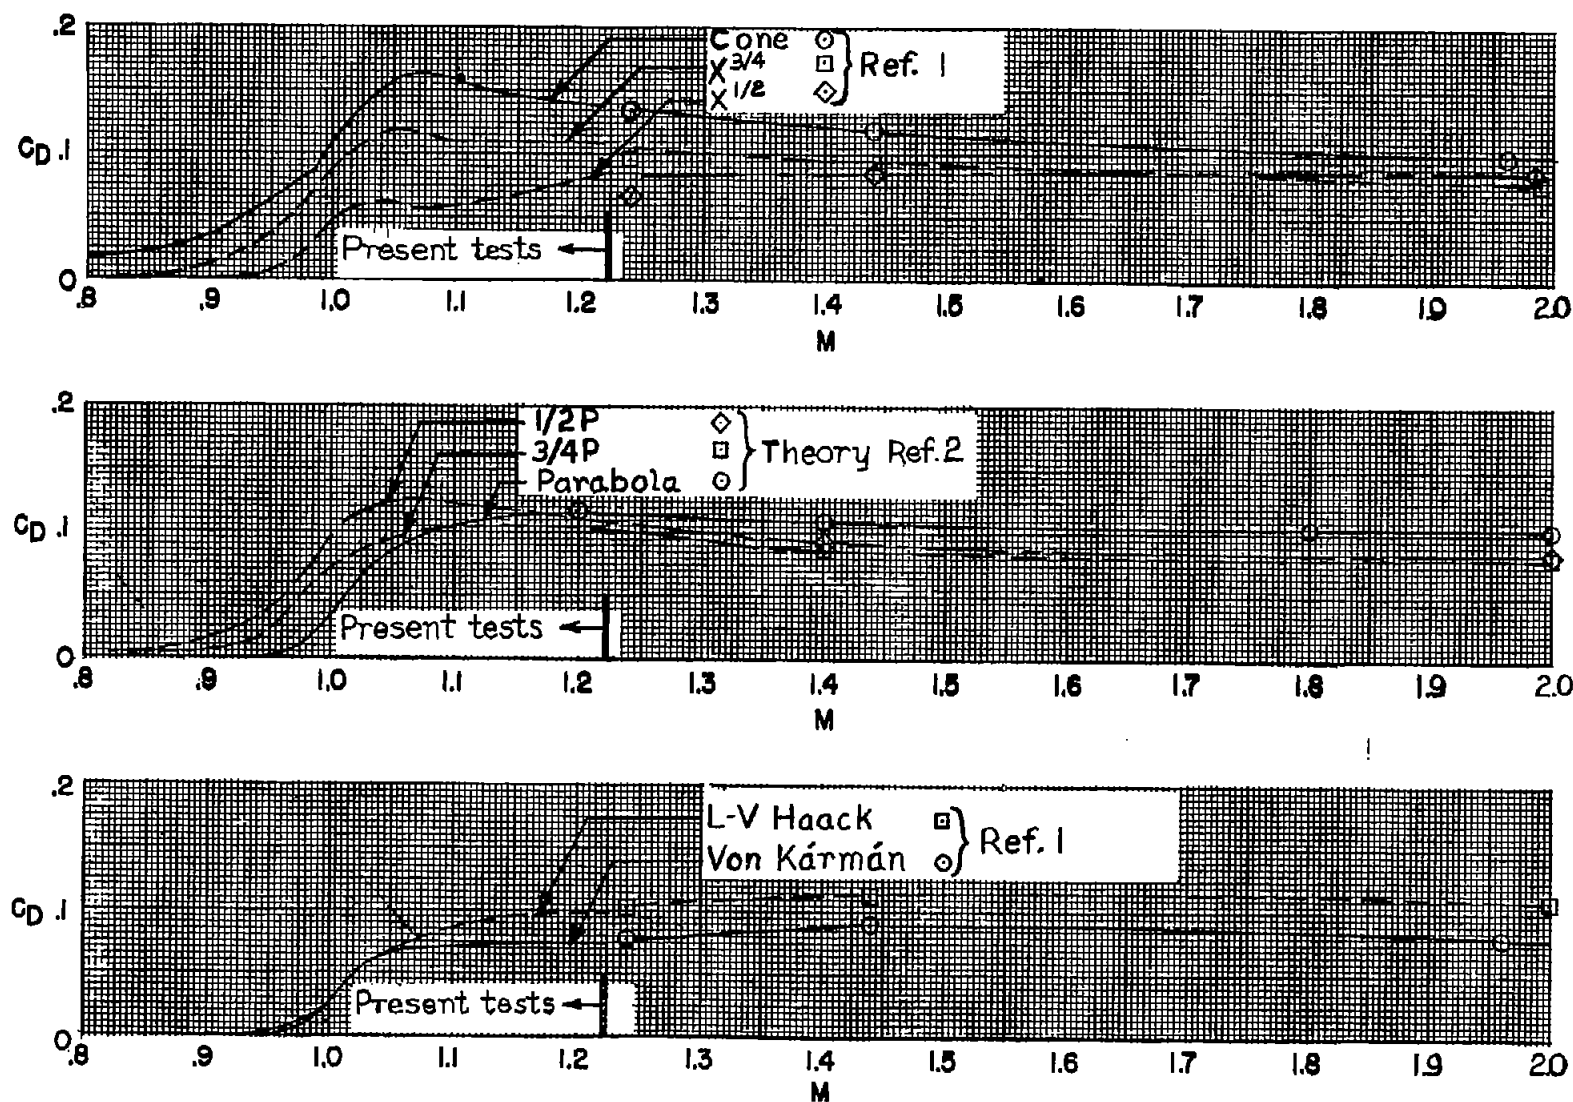 .2
Cone
X 3/4
X 1/2
Ref. 1
CD .1
Present tests
0
.8 .9 1.0 1.1 1.2 1.3 1.4 1.5 1.6 1.7 1.8 1.9 2.0
M
.2
1/2P
3/4P
Parabola
Theory Ref. 2
CD .1
Present tests
0
.8 .9 1.0 1.1 1.2 1.3 1.4 1.5 1.6 1.7 1.8 1.9 2.0
M
.2
L-V Haack
Von Kármán
Ref. 1
CD .1
Present tests
0
.8 .9 1.0 1.1 1.2 1.3 1.4 1.5 1.6 1.7 1.8 1.9 2.0
M